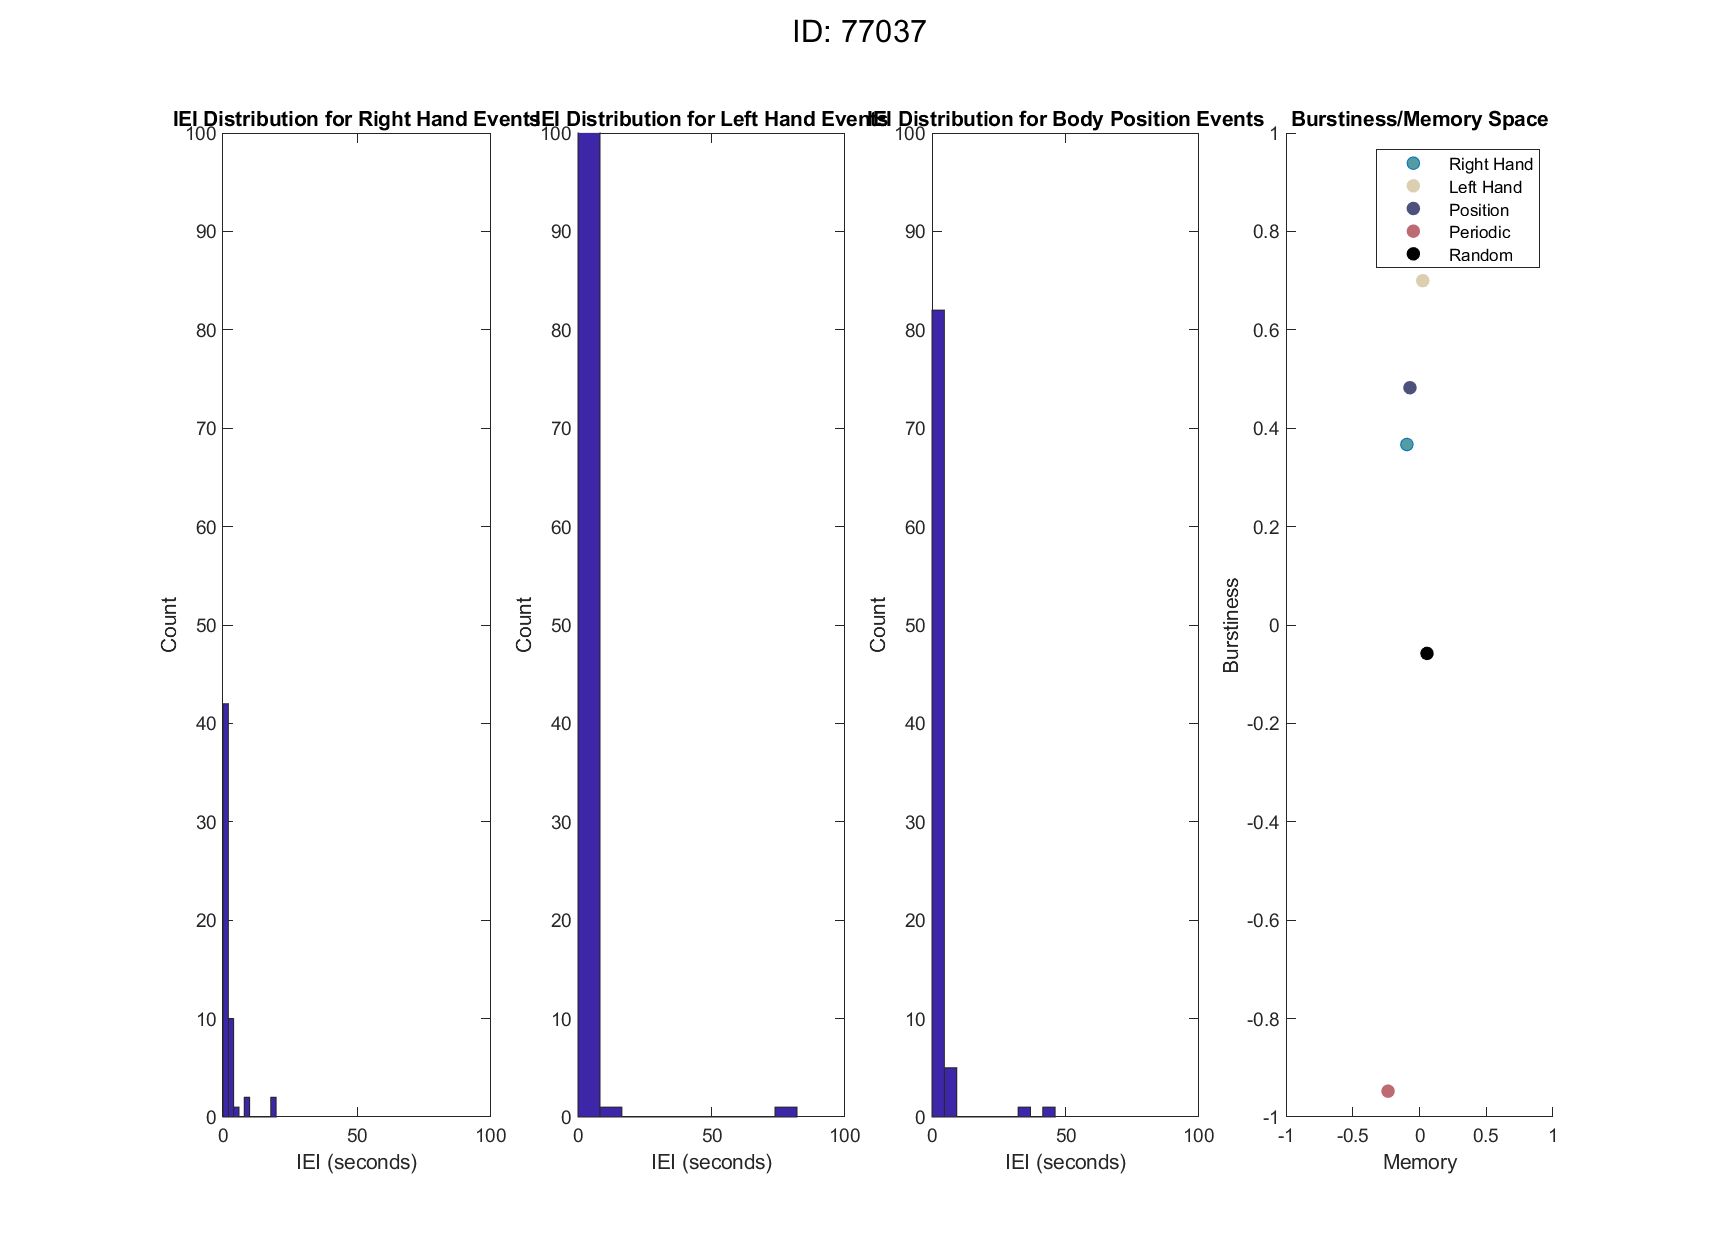 ID: 77037
IEI Distribution for Right Hand Events
100
90
80
70
60
50
40
30
20
10
0
Count
0 50 100
IEI (seconds)
IEI Distribution for Left Hand Events
100
90
80
70
60
50
40
30
20
10
0
Count
0 50 100
IEI (seconds)
IEI Distribution for Body Position Events
100
90
80
70
60
50
40
30
20
10
0
Count
0 50 100
IEI (seconds)
Burstiness/Memory Space
Right Hand
Left Hand
Position
Periodic
Random
1
0.8
0.6
0.4
0.2
0
-0.2
-0.4
-0.6
-0.8
-1
Burstiness
-1 -0.5 0 0.5 1
Memory